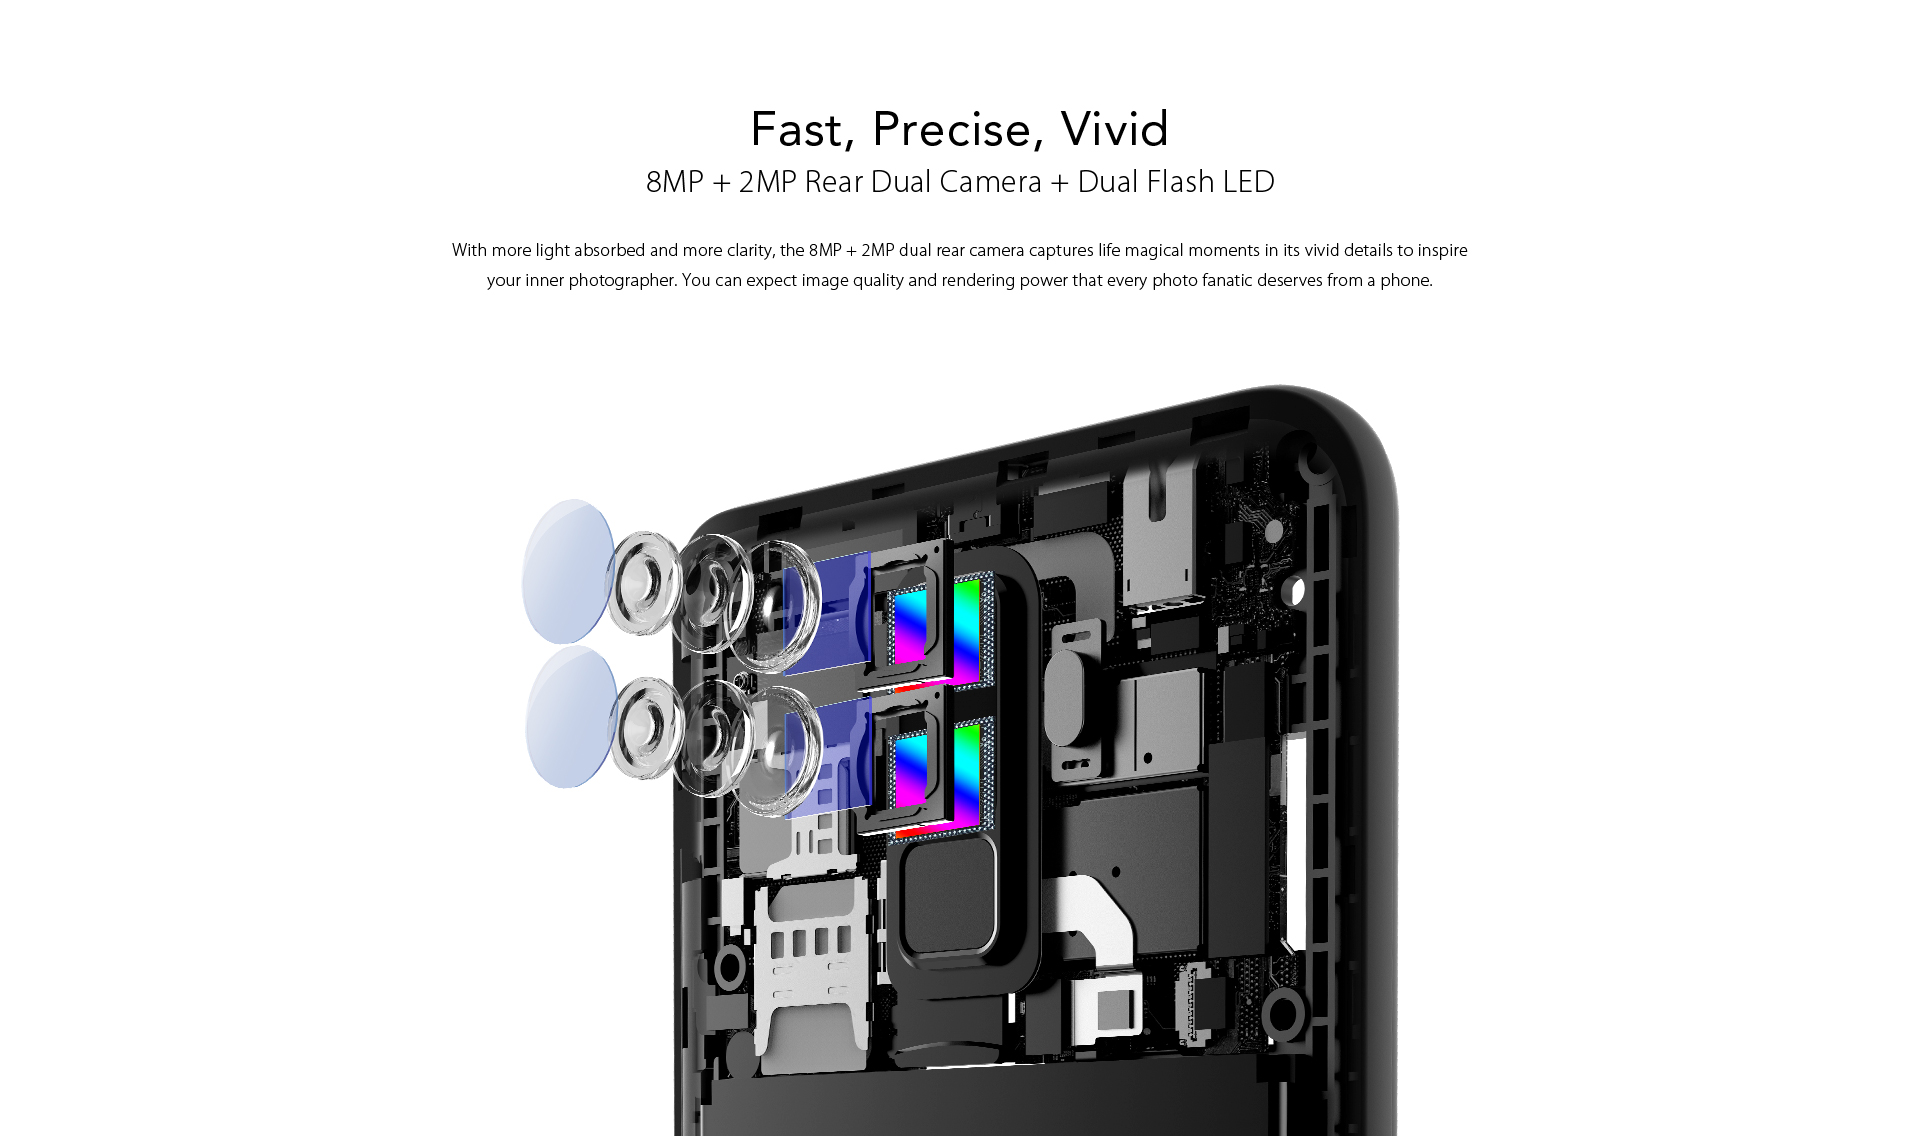 Fast, Precise, Vivid
8MP + 2MP Rear Dual Camera + Dual Flash LED
With more light absorbed and more clarity, the 8MP + 2MP dual rear camera captures life magical moments in its vivid details to inspire
your inner photographer. You can expect image quality and rendering power that every photo fanatic deserves from a phone.